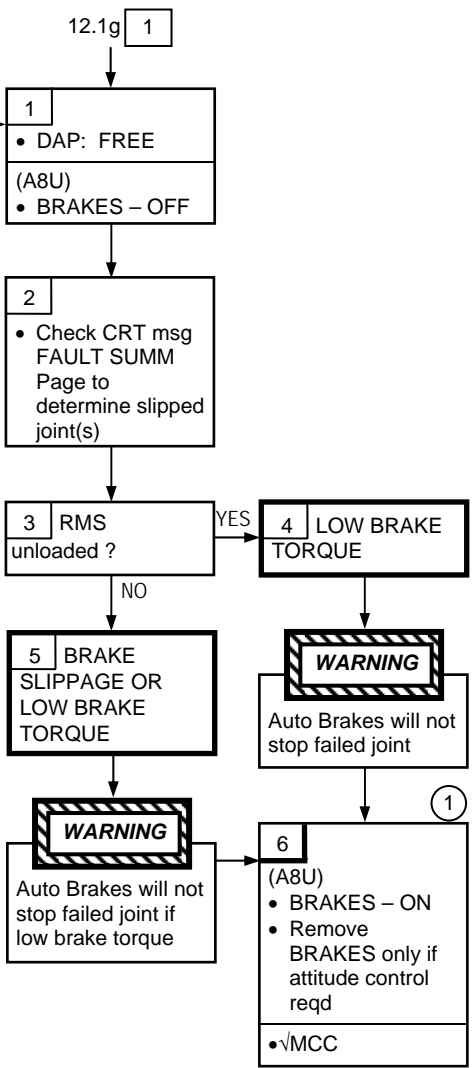 12.1g 1
1
• DAP: FREE
(A8U)
• BRAKES – OFF
2
• Check CRT msg
FAULT SUMM
Page to
determine slipped
joint(s)
3 RMS
unloaded ?
YES
NO
4 LOW BRAKE
TORQUE
WARNING
Auto Brakes will not
stop failed joint
5 BRAKE
SLIPPAGE OR
LOW BRAKE
TORQUE
WARNING
Auto Brakes will not
stop failed joint if
low brake torque
1
6
(A8U)
• BRAKES – ON
• Remove
BRAKES only if
attitude control
reqd
•√MCC